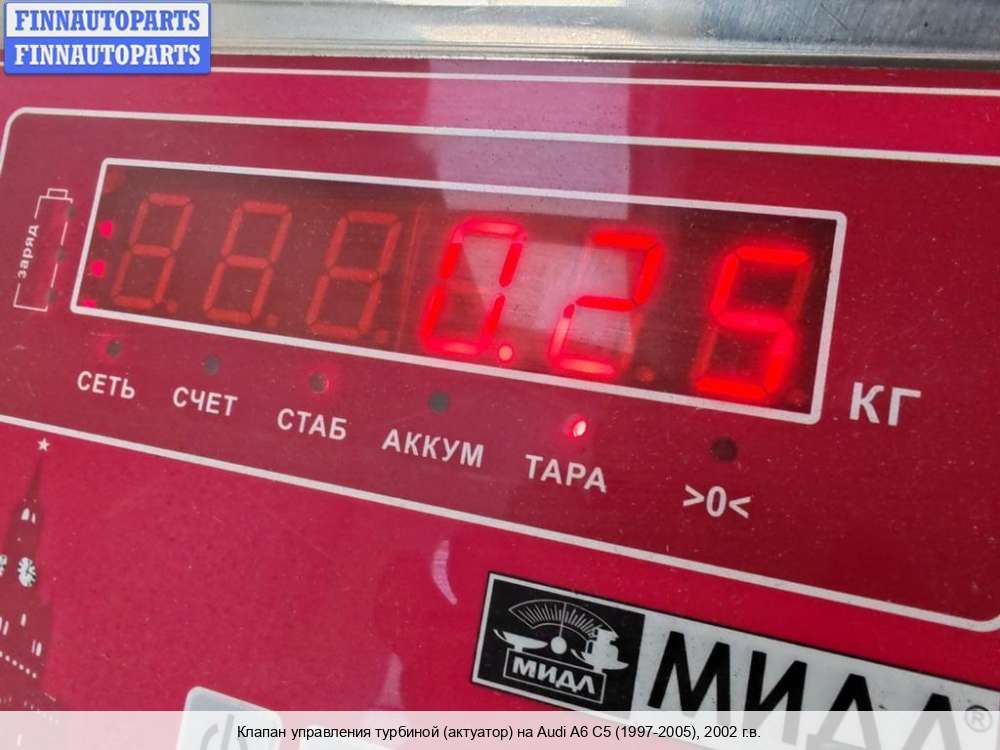 FINNAUTOPARTS
FINNAUTOPARTS
заряд
0.25
КГ
СЕТЬ
СЧЕТ
СТАБ
АККУМ
ТАРА
>0<
МИДЛ
МИДЛ®
Клапан управления турбиной (актуатор) на Audi A6 C5 (1997-2005), 2002 г.в.